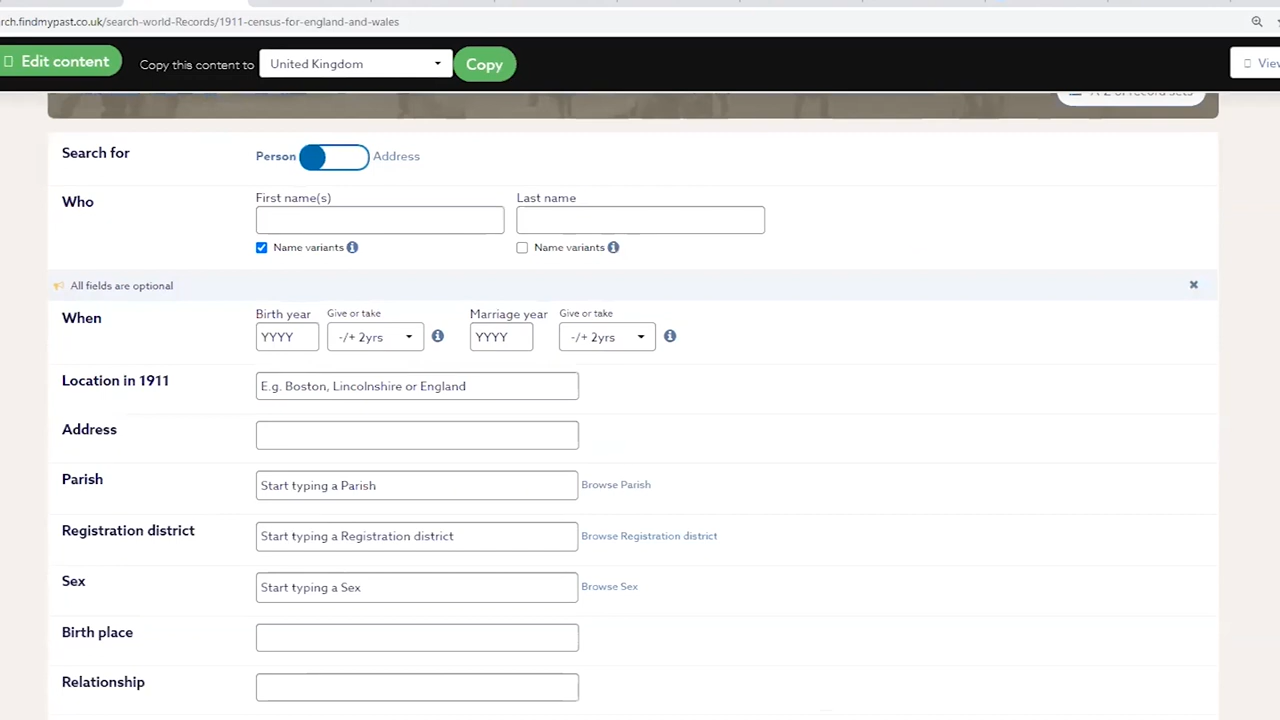 rch.findmypast.co.uk/search-world-Records/1911-census-for-england-and-wales
Edit content Copy this content to United Kingdom Copy View
A-Z of record sets
Search for Person Address
Who First name(s) Last name
Name variants Name variants
All fields are optional
When Birth year Give or take Marriage year Give or take
YYYY -/+ 2yrs YYYY -/+ 2yrs
Location in 1911 E.g. Boston, Lincolnshire or England
Address
Parish Start typing a Parish Browse Parish
Registration district Start typing a Registration district Browse Registration district
Sex Start typing a Sex Browse Sex
Birth place
Relationship